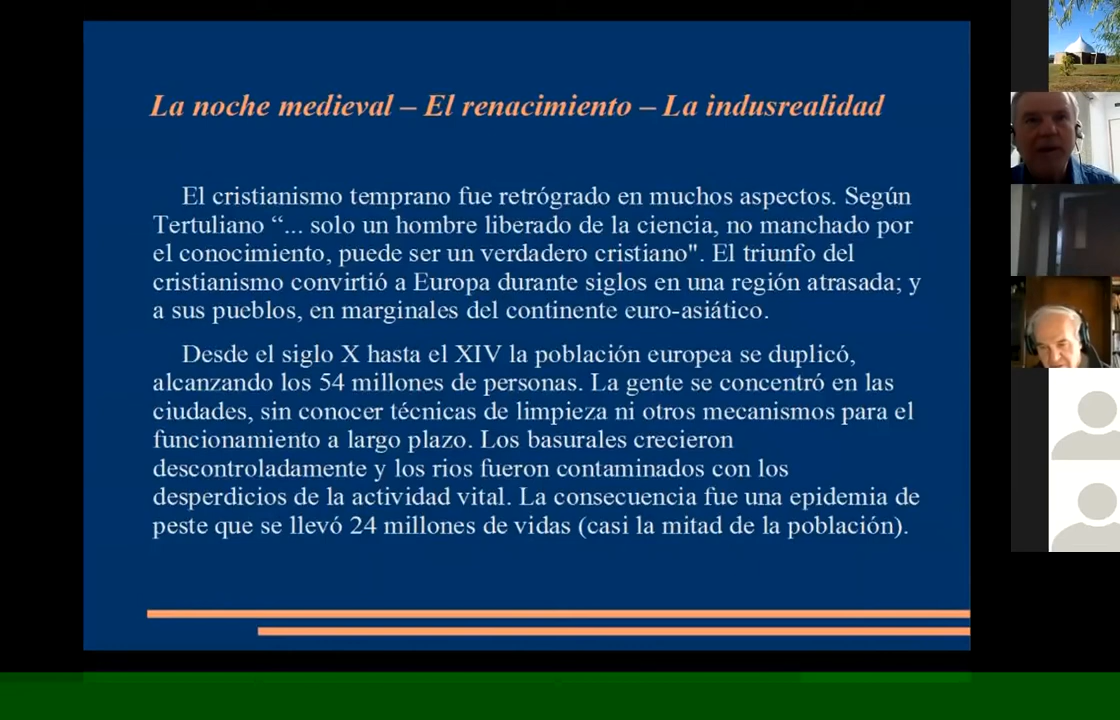 La noche medieval – El renacimiento – La indusrealidad
El cristianismo temprano fue retrógrado en muchos aspectos. Según
Tertuliano “... solo un hombre liberado de la ciencia, no manchado por
el conocimiento, puede ser un verdadero cristiano". El triunfo del
cristianismo convirtió a Europa durante siglos en una región atrasada; y
a sus pueblos, en marginales del continente euro-asiático.
Desde el siglo X hasta el XIV la población europea se duplicó,
alcanzando los 54 millones de personas. La gente se concentró en las
ciudades, sin conocer técnicas de limpieza ni otros mecanismos para el
funcionamiento a largo plazo. Los basurales crecieron
descontroladamente y los rios fueron contaminados con los
desperdicios de la actividad vital. La consecuencia fue una epidemia de
peste que se llevó 24 millones de vidas (casi la mitad de la población).